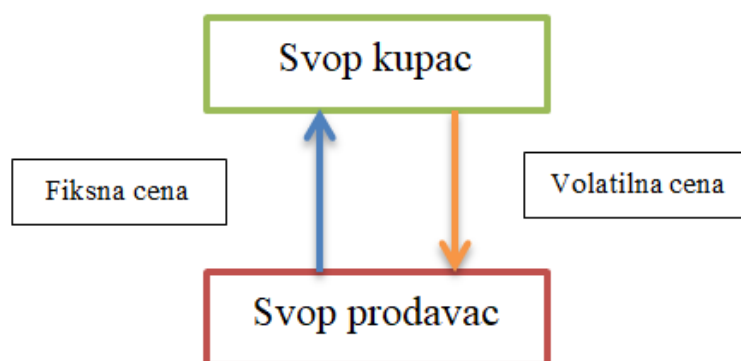 Svop kupac
Fiksna cena
Volatilna cena
Svop prodavac